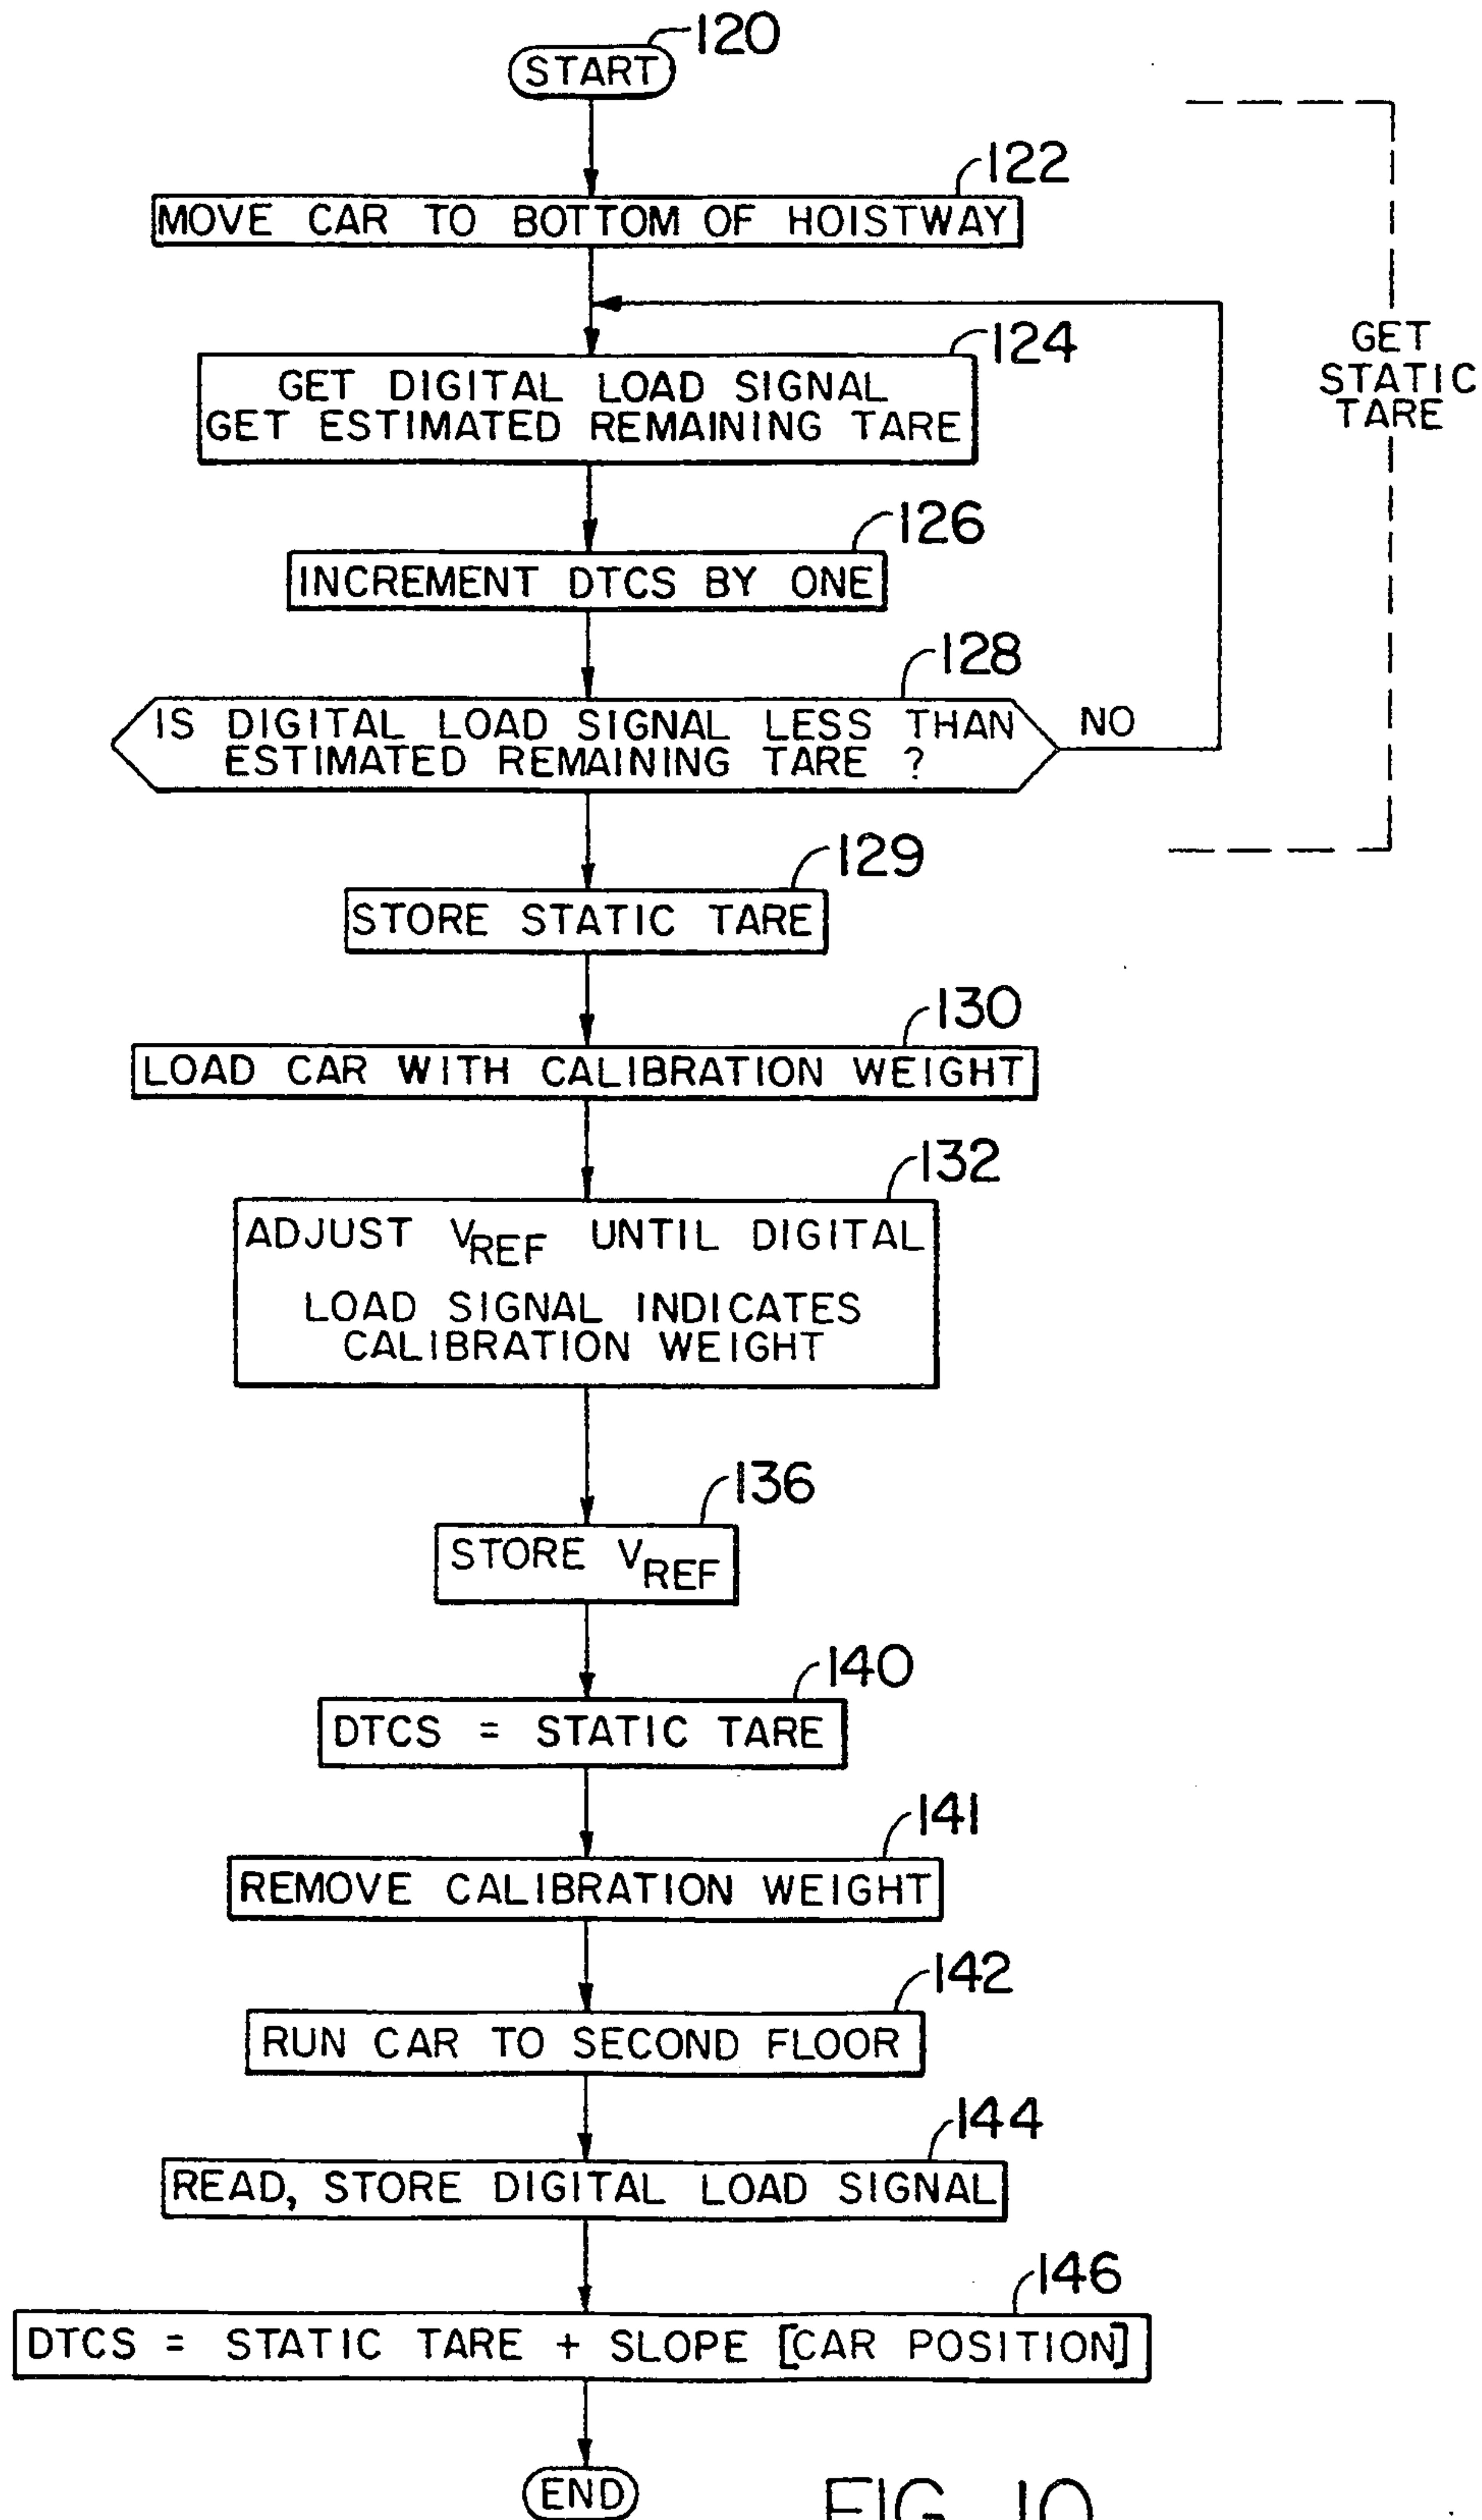 120
START
122
MOVE CAR TO BOTTOM OF HOISTWAY
124
GET DIGITAL LOAD SIGNAL
GET ESTIMATED REMAINING TARE
GET
STATIC
TARE
126
INCREMENT DTCS BY ONE
128
IS DIGITAL LOAD SIGNAL LESS THAN
ESTIMATED REMAINING TARE ?
NO
129
STORE STATIC TARE
130
LOAD CAR WITH CALIBRATION WEIGHT
132
ADJUST VREF UNTIL DIGITAL
LOAD SIGNAL INDICATES
CALIBRATION WEIGHT
136
STORE VREF
140
DTCS = STATIC TARE
141
REMOVE CALIBRATION WEIGHT
142
RUN CAR TO SECOND FLOOR
144
READ, STORE DIGITAL LOAD SIGNAL
146
DTCS = STATIC TARE + SLOPE [CAR POSITION]
END
FIG. 10